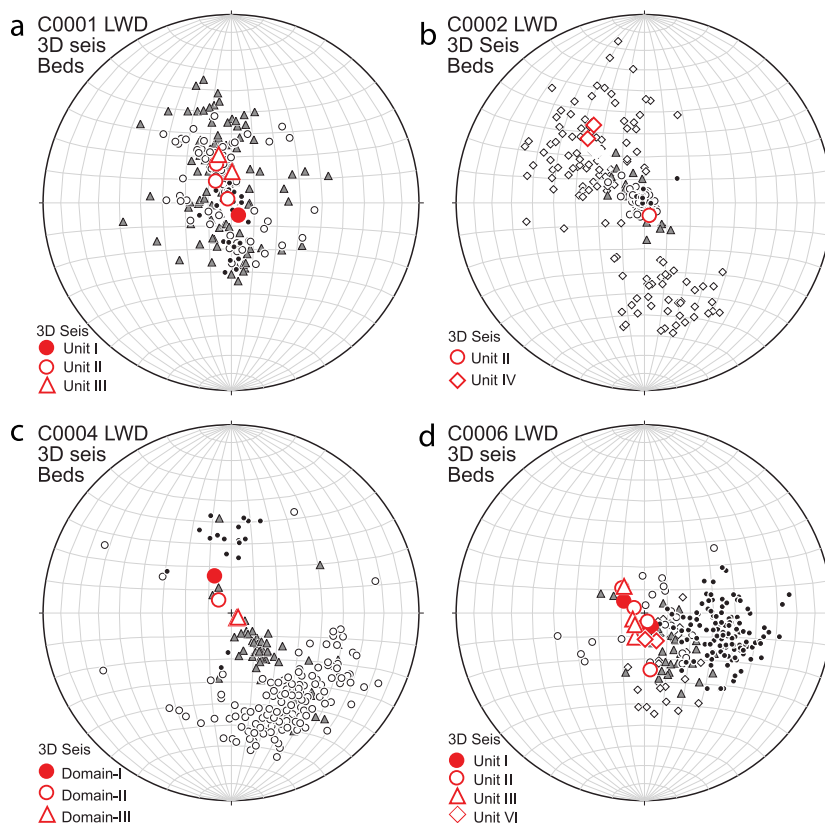 a
C0001 LWD
3D seis
Beds
3D Seis
Unit I
Unit II
Unit III
b
C0002 LWD
3D Seis
Beds
3D Seis
Unit II
Unit IV
c
C0004 LWD
3D seis
Beds
3D Seis
Domain-I
Domain-II
Domain-III
d
C0006 LWD
3D seis
Beds
3D Seis
Unit I
Unit II
Unit III
Unit VI